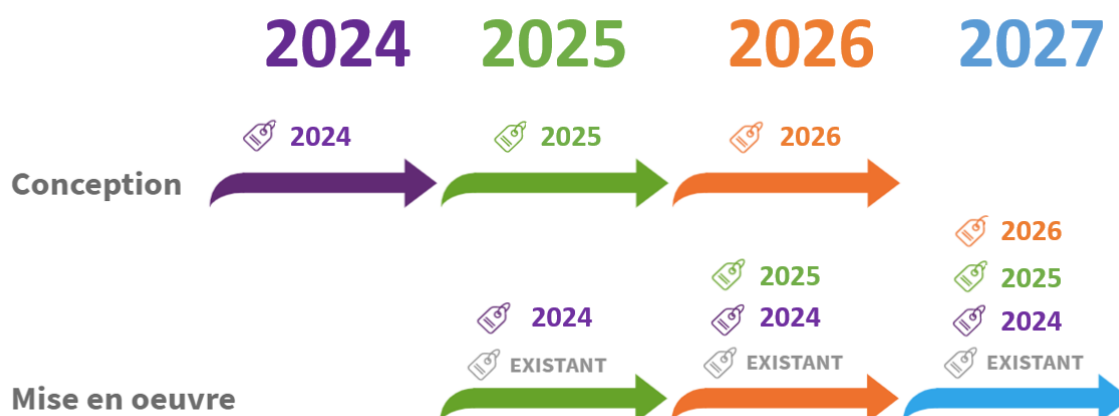 2024 2025 2026 2027
2024 2025 2026
Conception
2026
2025 2025
2024 2024 2024
EXISTANT EXISTANT EXISTANT
Mise en oeuvre